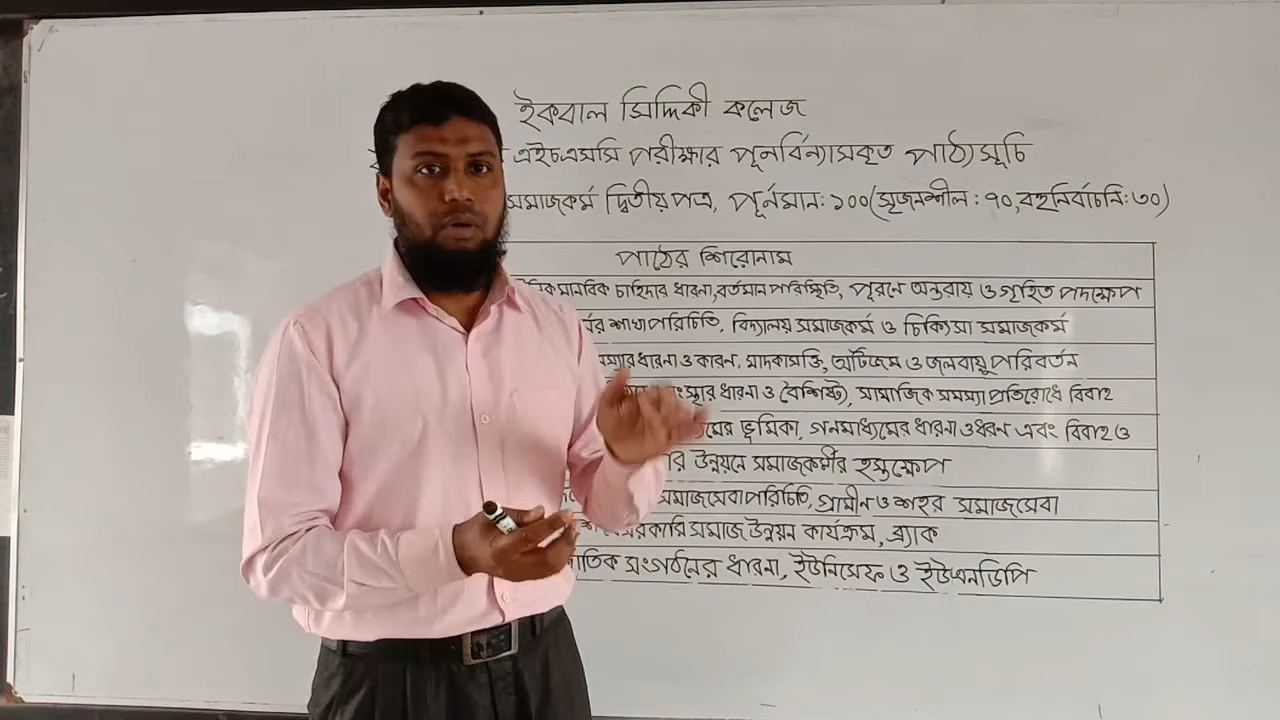 ইকবাল সিদ্দিকী কলেজ
এইচএসসি পরীক্ষার পূনর্বিন্যাসকৃত পাঠ্যসূচি
সমাজকর্ম দ্বিতীয় পত্র, পূর্নমান: ১০০(সৃজনশীল: ৭০, বহুনির্বাচনি: ৩০)
পাঠের শিরোনাম
মানবিক চাহিদার ধারনা, বর্তমান পরিস্থিতি, পূরনে অন্তরায় ও গৃহিত পদক্ষেপ
শাখা পরিচিতি, বিদ্যালয় সমাজকর্ম ও চিকিৎসা সমাজকর্ম
ধারনা ও কারন, মাদকাসক্তি, অটিজম ও জলবায়ু পরিবর্তন
ধারনা ও বৈশিষ্ট্য, সামাজিক সমস্যা প্রতিরোধে বিবাহ
ভূমিকা, গনমাধ্যমের ধারনা ও ধরন এবং বিবাহ ও
উন্নয়নে সমাজকর্মীর হস্তক্ষেপ
সমাজসেবা পরিচিতি, গ্রামীন ও শহর সমাজসেবা
সমাজ উন্নয়ন কার্যক্রম, ব্র্যাক
সংগঠনের ধারনা, ইউনিসেফ ও ইউএনডিপি